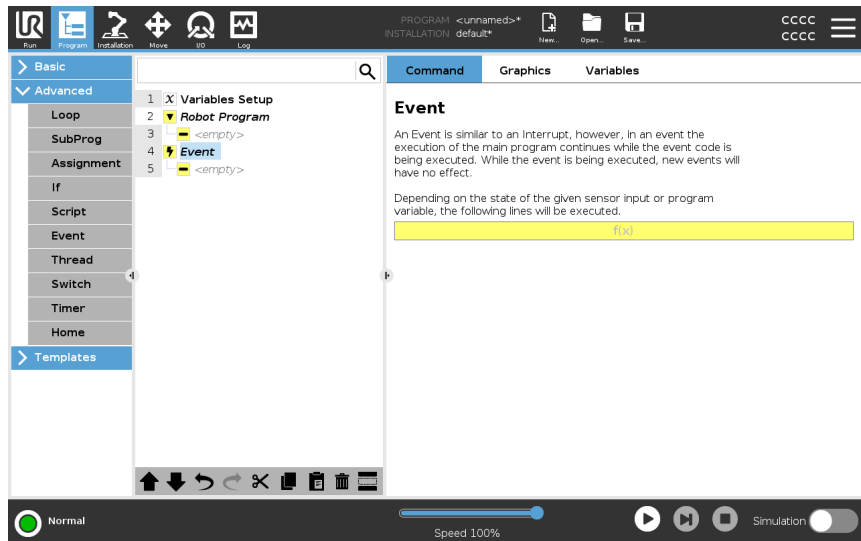 UR
Run
Program
Installation
Move
I/O
Log
PROGRAM <unnamed>*
INSTALLATION default*
New...
Open...
Save...
CCCC
CCCC
Basic
Advanced
Loop
SubProg
Assignment
If
Script
Event
Thread
Switch
Timer
Home
Templates
1 X Variables Setup
2 Robot Program
3 <empty>
4 Event
5 <empty>
Command Graphics Variables
Event
An Event is similar to an Interrupt, however, in an event the
execution of the main program continues while the event code is
being executed. While the event is being executed, new events will
have no effect.
Depending on the state of the given sensor input or program
variable, the following lines will be executed.
f(x)
Normal
Speed 100%
Simulation